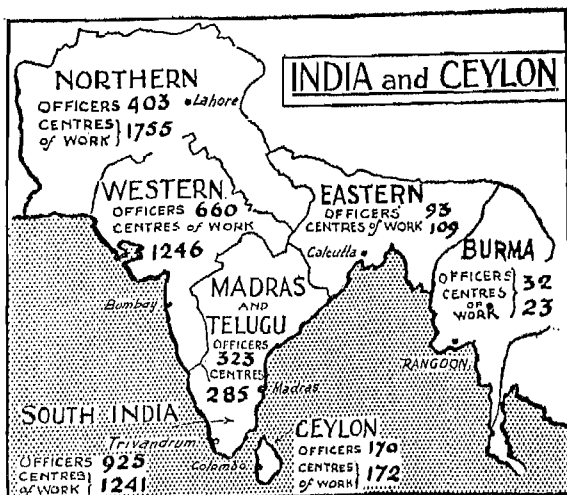 INDIA and CEYLON
NORTHERN
OFFICERS 403
Lahore
CENTRES
of WORK } 1755
WESTERN.
OFFICERS 660
CENTRES of WORK
1246
EASTERN
OFFICERS 93
CENTRES of WORK 109
Calcutta
BURMA
OFFICERS } 32
CENTRES
of
WORK } 23
MADRAS
AND
TELUGU
OFFICERS
323
CENTRES
285
Bombay
Madras
RANGOON
SOUTH INDIA
Trivandrum
OFFICERS 925
CENTRES
of WORK } 1241
Colombo
CEYLON
OFFICERS 170
CENTRES
of WORK } 172